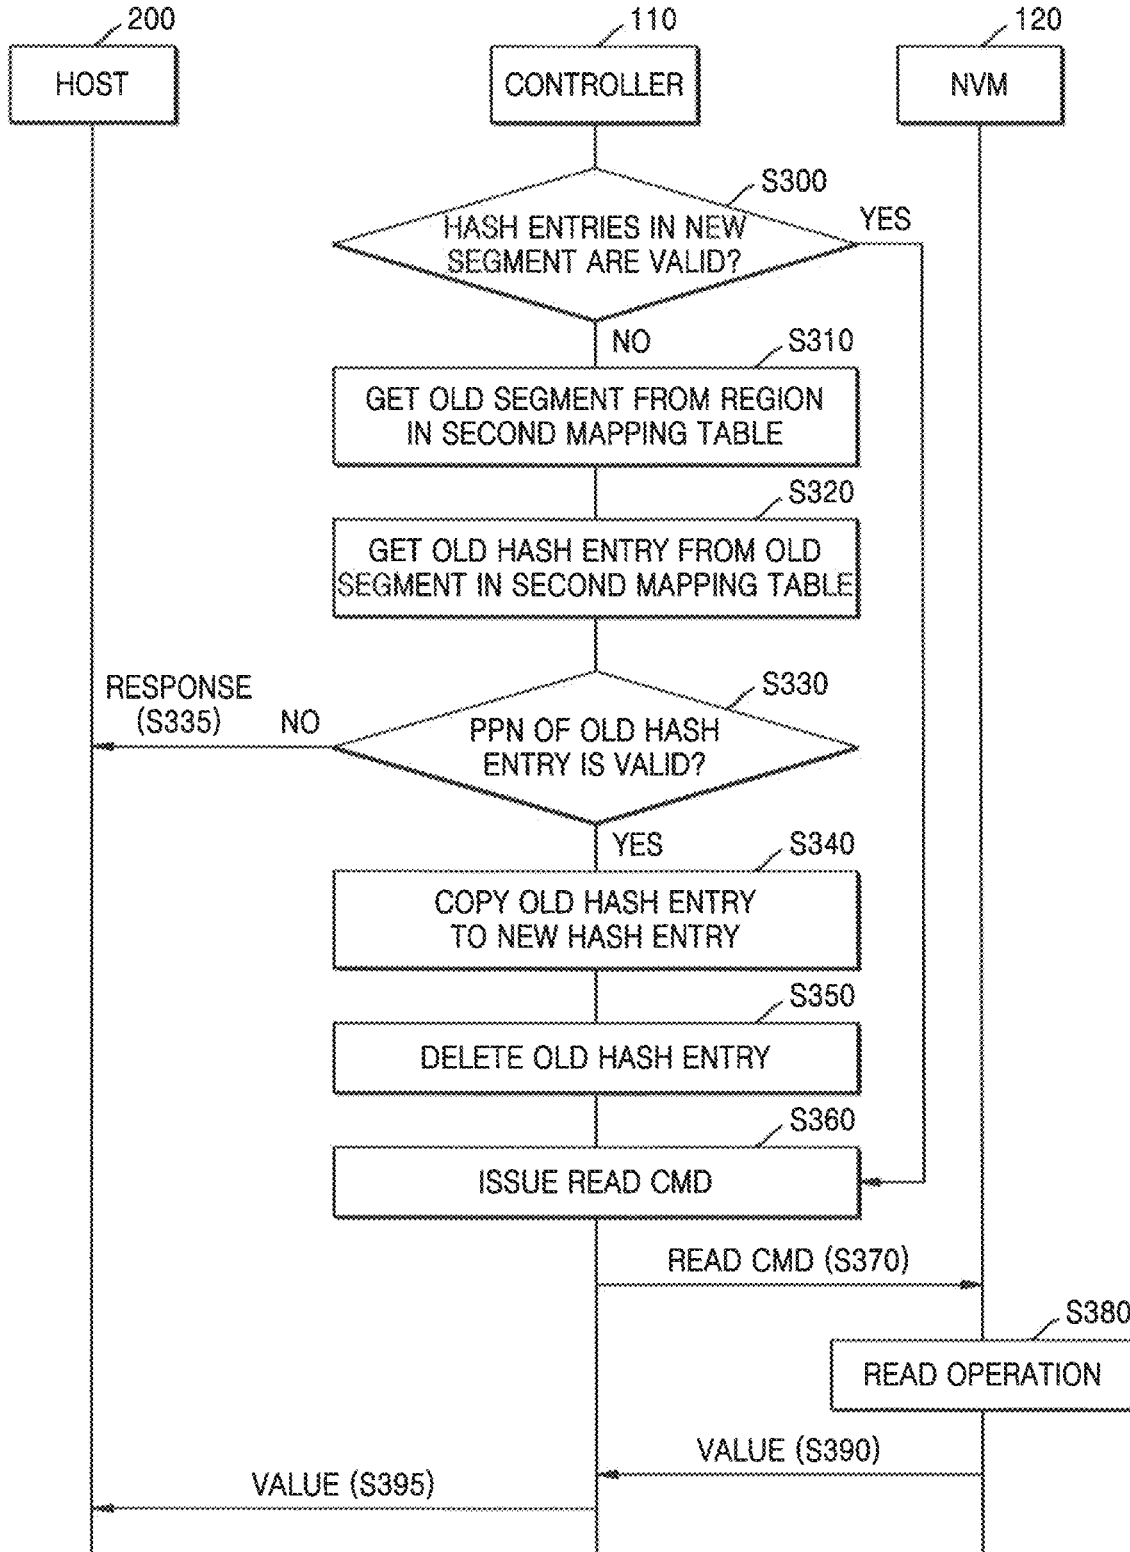 200
110
120
HOST
CONTROLLER
NVM
S300
HASH ENTRIES IN NEW
SEGMENT ARE VALID?
YES
NO
S310
GET OLD SEGMENT FROM REGION
IN SECOND MAPPING TABLE
S320
GET OLD HASH ENTRY FROM OLD
SEGMENT IN SECOND MAPPING TABLE
RESPONSE
(S335)
NO
S330
PPN OF OLD HASH
ENTRY IS VALID?
YES
S340
COPY OLD HASH ENTRY
TO NEW HASH ENTRY
S350
DELETE OLD HASH ENTRY
S360
ISSUE READ CMD
READ CMD (S370)
S380
READ OPERATION
VALUE (S390)
VALUE (S395)